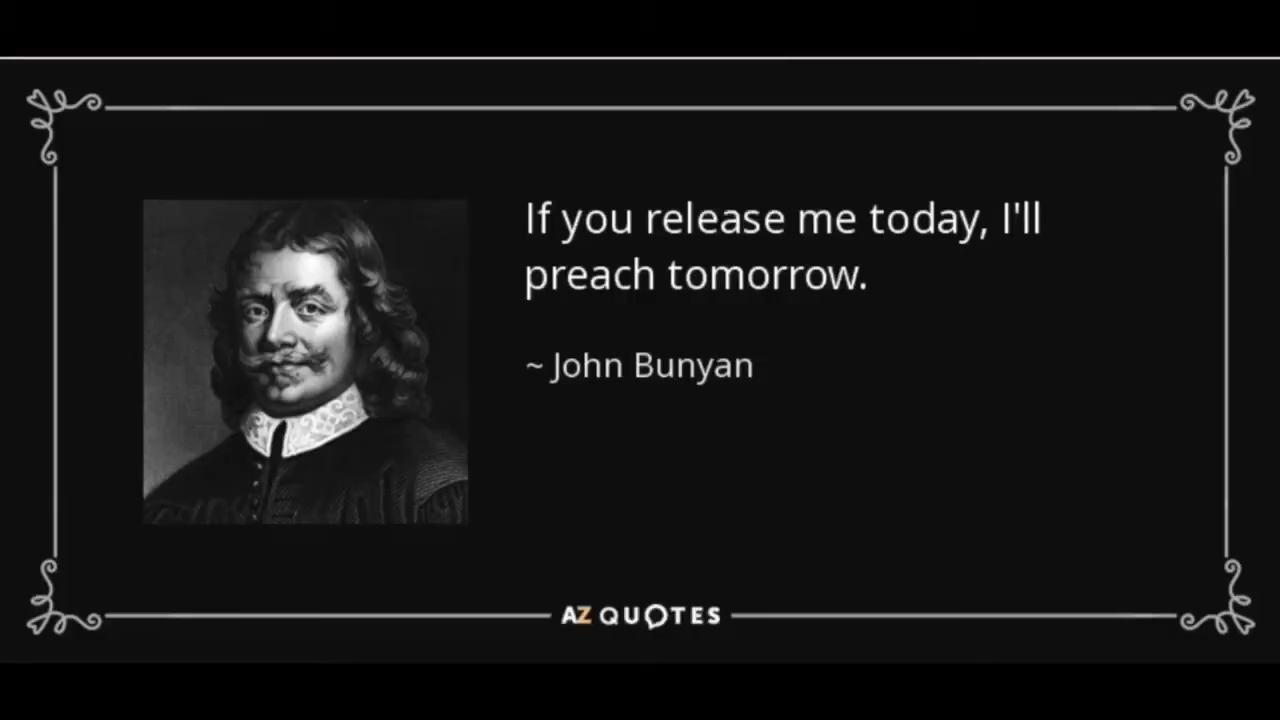 If you release me today, I'll
preach tomorrow.
~ John Bunyan
AZ QUOTES